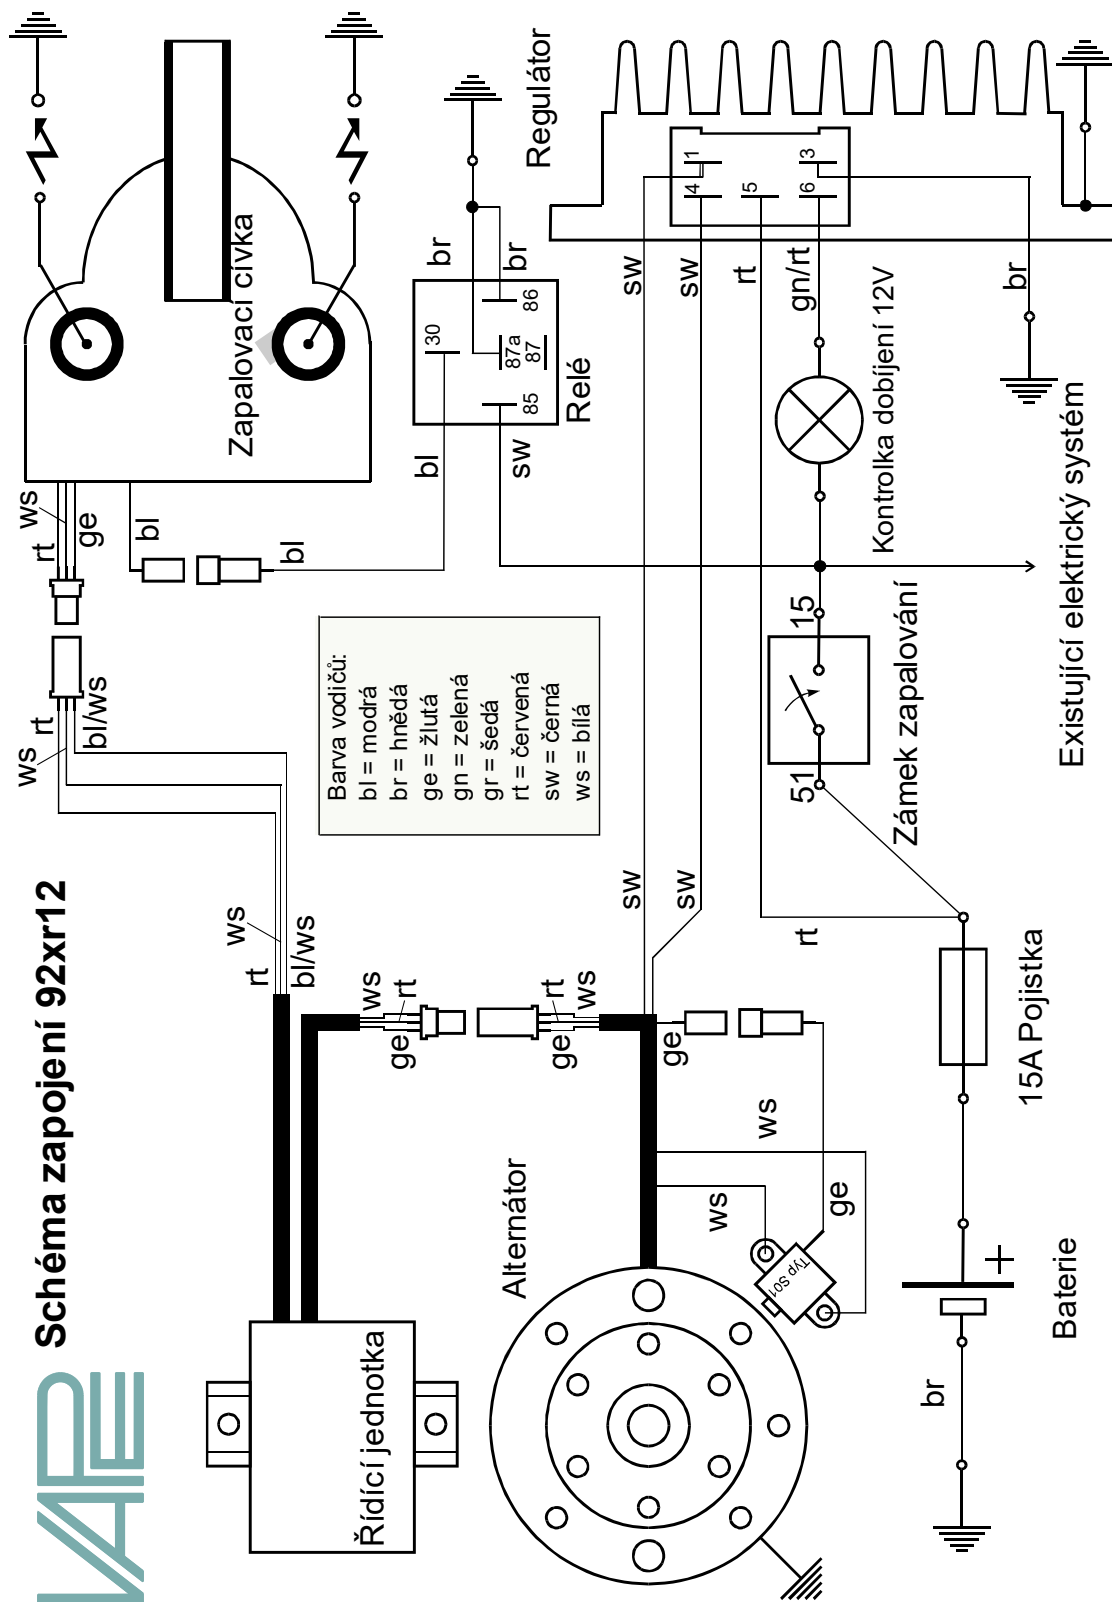 VAPE
Schéma zapojení 92xr12
Řídící jednotka
rt
ws
bl/ws
ws
rt
bl/ws
rt
ws
ge
bl
bl
Zapalovací cívka
ws
rt
ge
rt
ws
ge
Barva vodičů:
bl = modrá
br = hnědá
ge = žlutá
gn = zelená
gr = šedá
rt = červená
sw = černá
ws = bílá
bl
br
br
30
86
87a
87
85
sw
Relé
Alternátor
ge
ws
ws
ge
Typ S01
sw
sw
sw
sw
rt
rt
gn/rt
br
Regulátor
1
3
4
5
6
Kontrolka dobíjení 12V
15
51
Zámek zapalování
Existující elektrický systém
15A Pojistka
+
Baterie
br